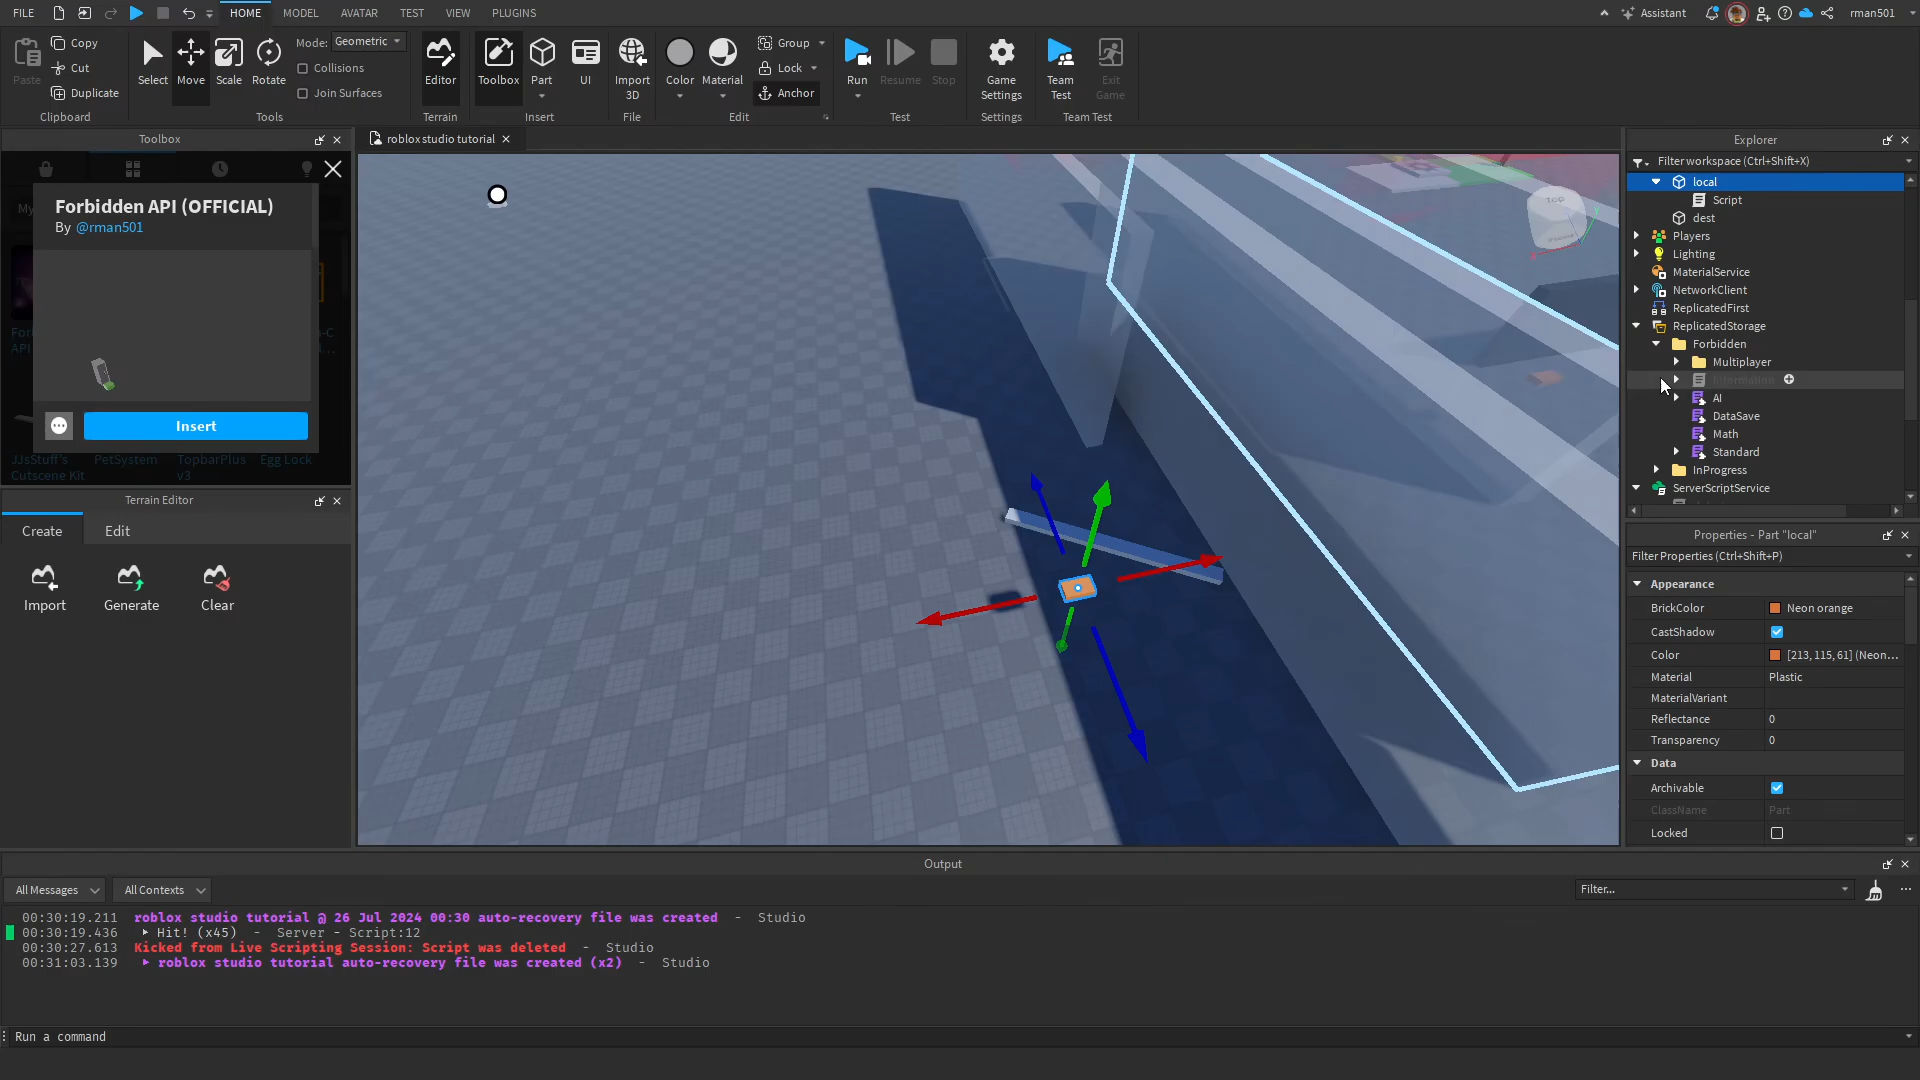 FILE
HOME
MODEL
AVATAR
TEST
VIEW
PLUGINS
Assistant
rman501
Paste
Copy
Cut
Duplicate
Clipboard
Select
Move
Scale
Rotate
Mode:
Geometric
Collisions
Join Surfaces
Tools
Editor
Terrain
Toolbox
Part
UI
Insert
Import
3D
File
Color
Material
Group
Lock
Anchor
Edit
Run
Resume
Stop
Test
Game
Settings
Settings
Team
Test
Exit
Game
Team Test
Toolbox
Forbidden API (OFFICIAL)
By @rman501
Insert
JJsStuff's
Cutscene Kit
PetSystem
TopbarPlus
v3
Egg Lock
Terrain Editor
Create
Edit
Import
Generate
Clear
roblox studio tutorial
Top
Explorer
Filter workspace (Ctrl+Shift+X)
local
Script
dest
Players
Lighting
MaterialService
NetworkClient
ReplicatedFirst
ReplicatedStorage
Forbidden
Multiplayer
Information
AI
DataSave
Math
Standard
InProgress
ServerScriptService
Properties - Part "local"
Filter Properties (Ctrl+Shift+P)
Appearance
BrickColor Neon orange
CastShadow
Color [213, 115, 61] (Neon...
Material Plastic
MaterialVariant
Reflectance 0
Transparency 0
Data
Archivable
ClassName Part
Locked
Output
All Messages
All Contexts
Filter...
00:30:19.211 roblox studio tutorial @ 26 Jul 2024 00:30 auto-recovery file was created - Studio
00:30:19.436 Hit! (x45) - Server - Script:12
00:30:27.613 Kicked from Live Scripting Session: Script was deleted - Studio
00:31:03.139 roblox studio tutorial auto-recovery file was created (x2) - Studio
Run a command